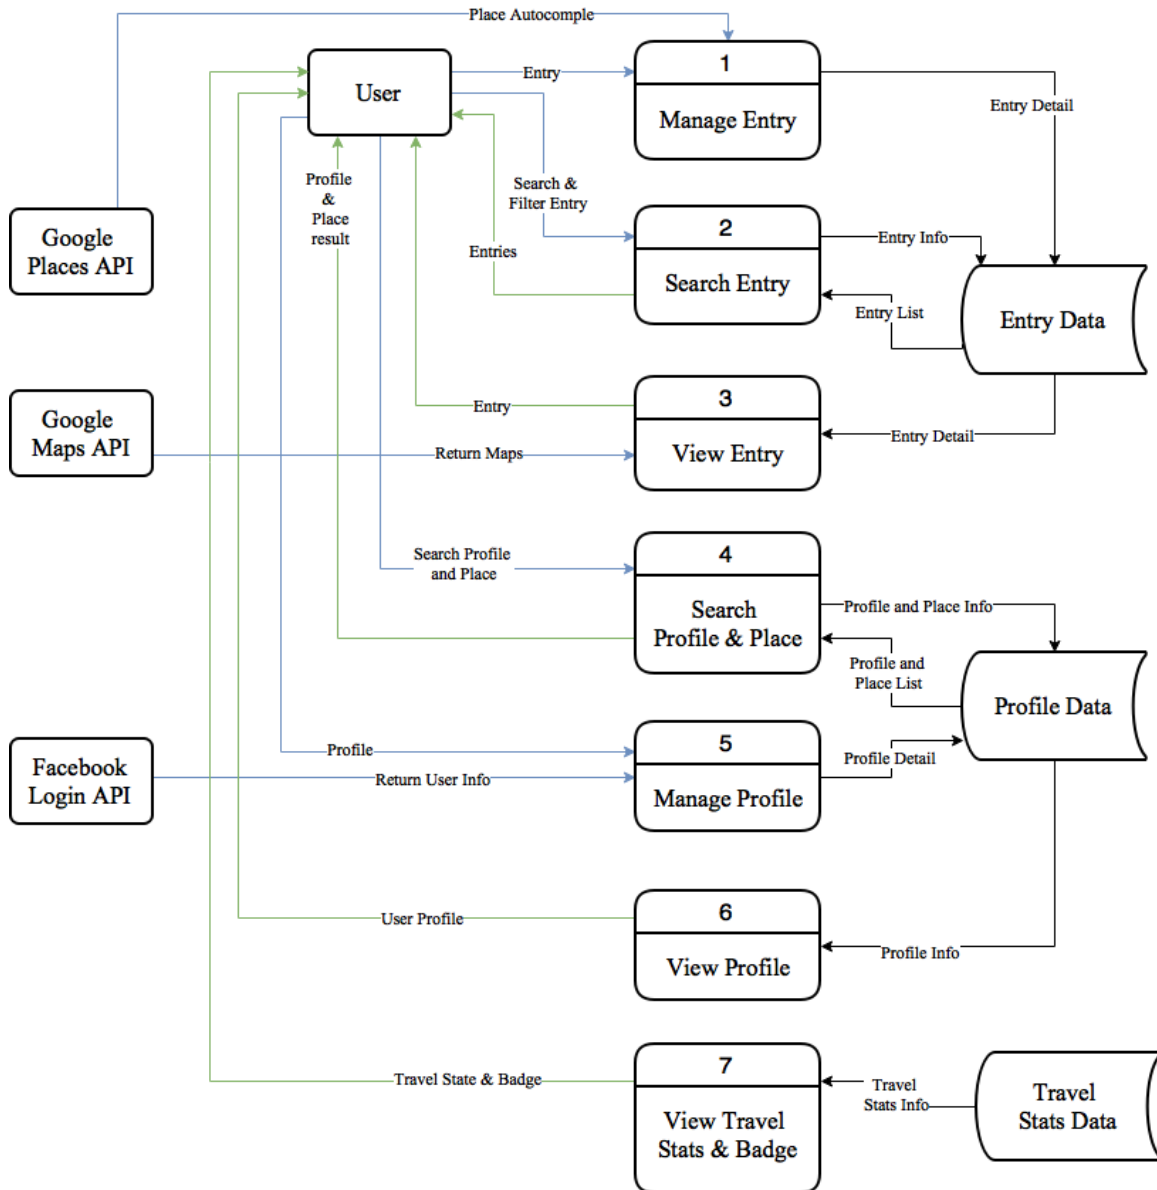 Place Autocomple
1
User
Entry
Manage Entry
Entry Detail
Profile
&
Place
result
Search &
Filter Entry
Google
Places API
2
Entry Info
Entries
Search Entry
Entry List
Entry Data
3
Entry
Google
Maps API
Return Maps
View Entry
Entry Detail
4
Search Profile
and Place
Search
Profile & Place
Profile and Place Info
Profile and
Place List
Profile Data
5
Profile
Facebook
Login API
Return User Info
Manage Profile
Profile Detail
6
User Profile
View Profile
Profile Info
7
Travel State & Badge
View Travel
Stats & Badge
Travel
Stats Info
Travel
Stats Data